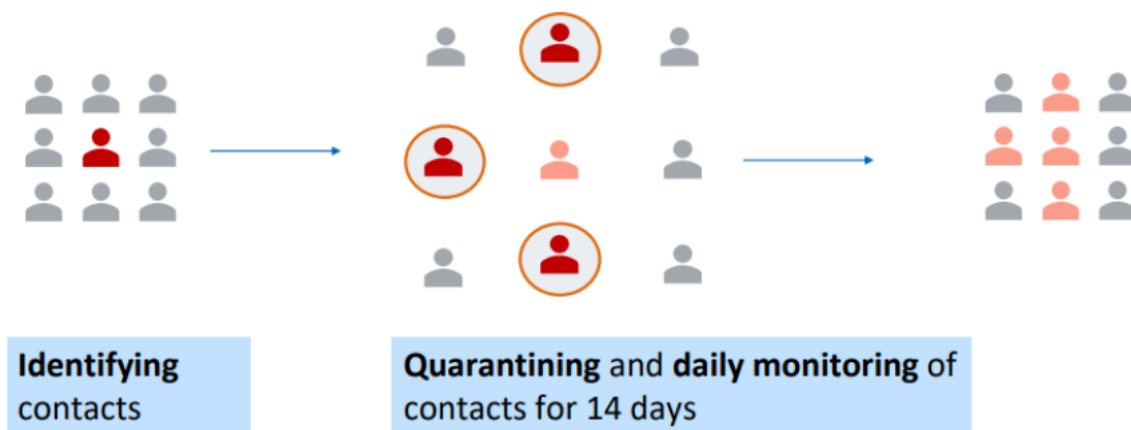 Identifying
contacts
Quarantining and daily monitoring of
contacts for 14 days